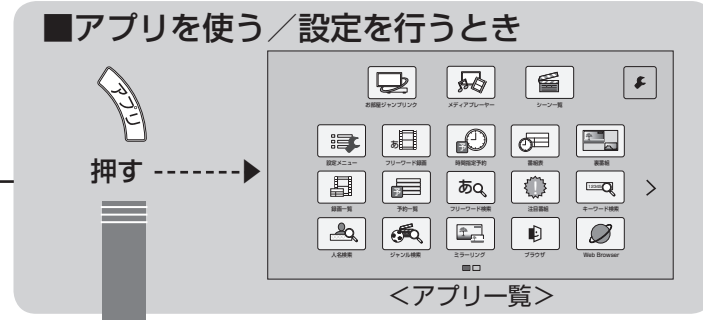 ■アプリを使う／設定を行うとき
アプリ
押す
お部屋ジャンプリンク
メディアプレーヤー
シーン一覧
設定メニュー
フリーワード録画
時間指定予約
番組表
裏番組
録画一覧
予約一覧
フリーワード検索
注目番組
キーワード検索
人名検索
ジャンル検索
ミラーリング
ブラウザ
Web Browser
あ
予
予
あ
＜アプリ一覧＞